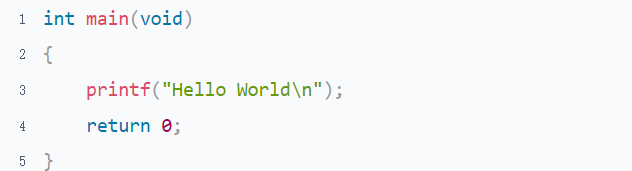 1 int main(void)
2 {
3     printf("Hello World\n");
4     return 0;
5 }